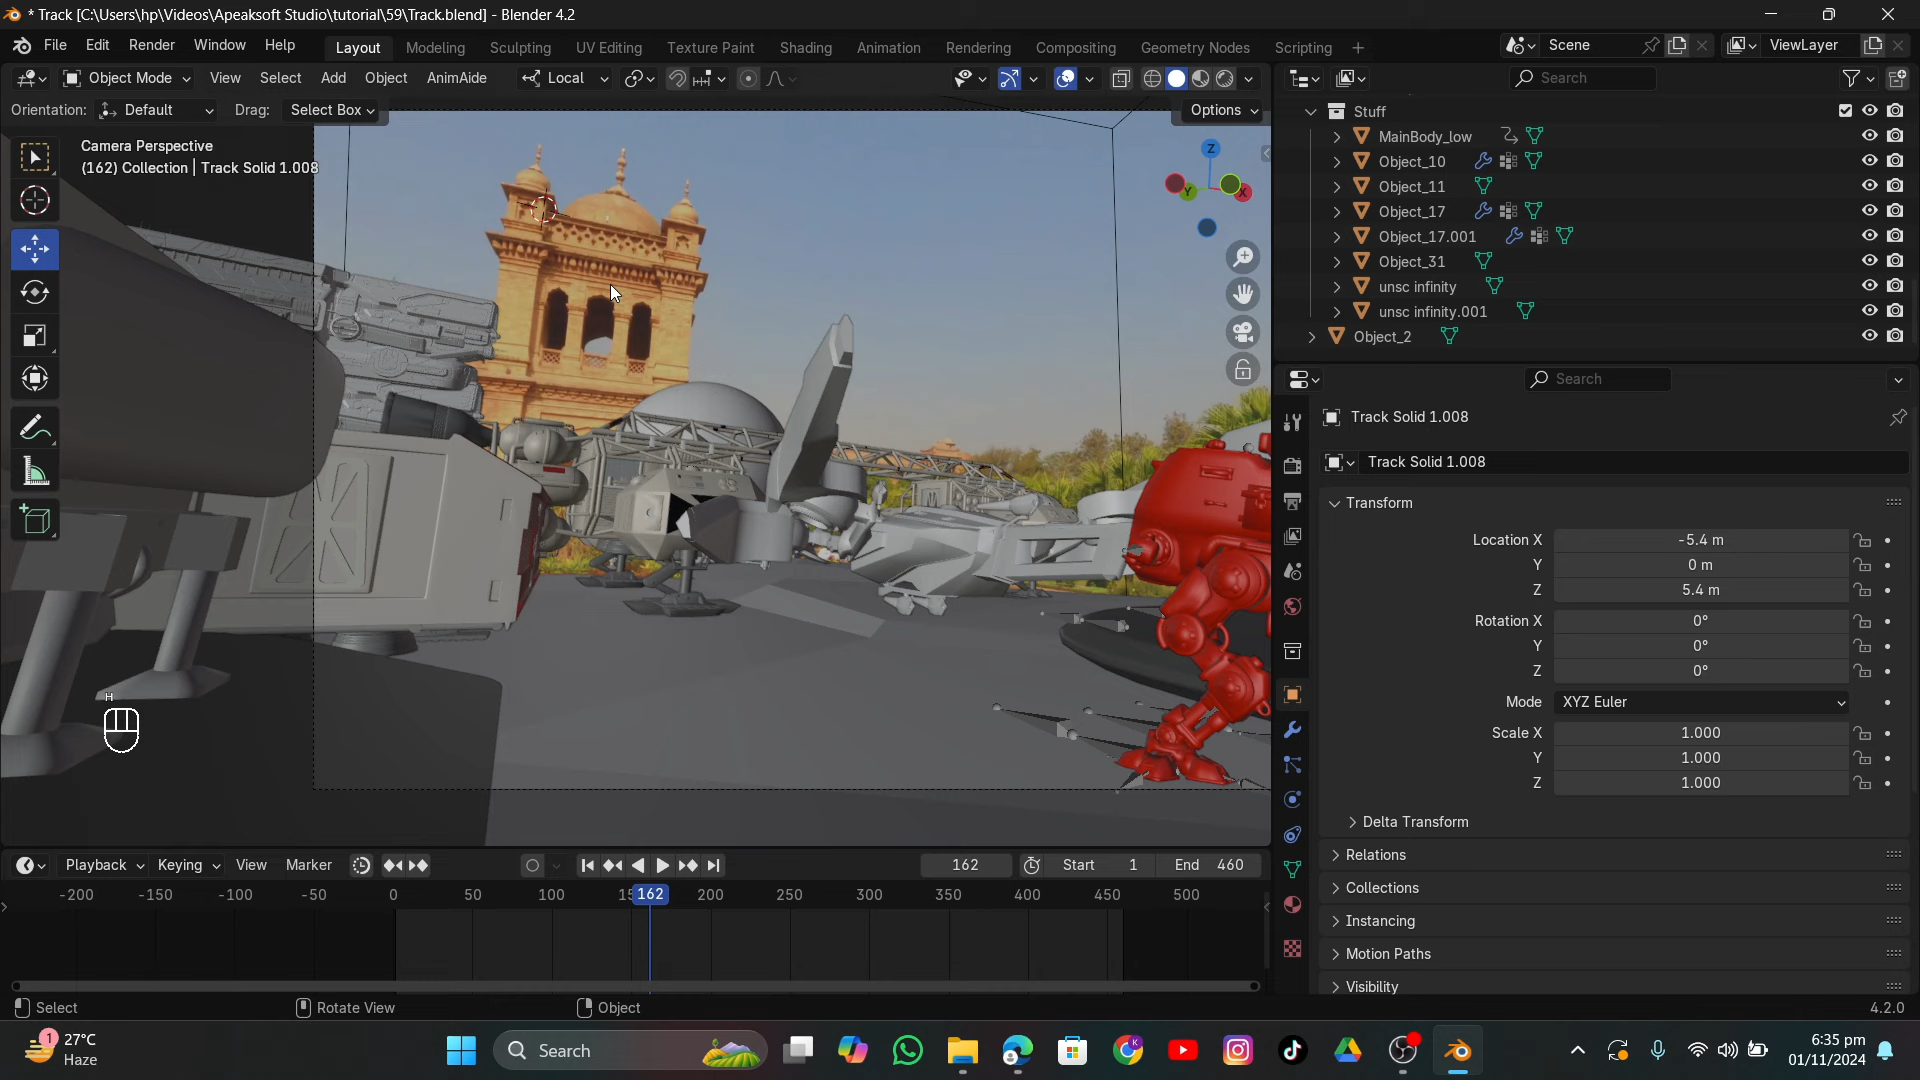 * Track [C:\Users\hp\Videos\Apeaksoft Studio\tutorial\59\Track.blend] - Blender 4.2
File Edit Render Window Help Layout Modeling Sculpting UV Editing Texture Paint Shading Animation Rendering Compositing Geometry Nodes Scripting + Scene ViewLayer
Object Mode View Select Add Object AnimAide Local Search
Orientation: Default Drag: Select Box Options
Camera Perspective
(162) Collection | Track Solid 1.008
Z
Y
X
H
Stuff
MainBody_low
Object_10
Object_11
Object_17
Object_17.001
Object_31
unsc infinity
unsc infinity.001
Object_2
Search
Track Solid 1.008
Track Solid 1.008
Transform
Location X -5.4 m
Y 0 m
Z 5.4 m
Rotation X 0°
Y 0°
Z 0°
Mode XYZ Euler
Scale X 1.000
Y 1.000
Z 1.000
Delta Transform
Relations
Collections
Instancing
Motion Paths
Visibility
Playback Keying View Marker 162 Start 1 End 460
-200 -150 -100 -50 0 50 100 15 162 200 250 300 350 400 450 500
Select Rotate View Object 4.2.0
1 27°C
Haze
Search
K
6:35 pm
01/11/2024